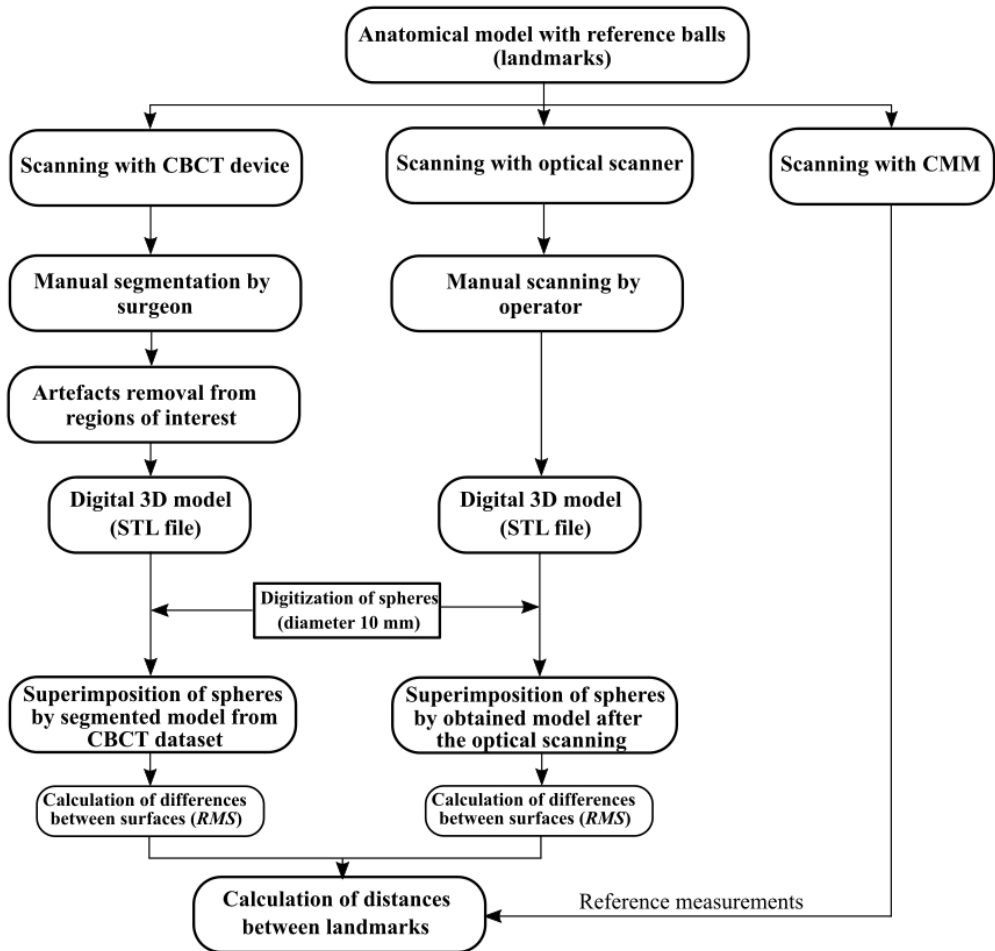 Anatomical model with reference balls
(landmarks)
Scanning with CBCT device
Scanning with optical scanner
Scanning with CMM
Manual segmentation by
surgeon
Manual scanning by
operator
Artefacts removal from
regions of interest
Digital 3D model
(STL file)
Digital 3D model
(STL file)
Digitization of spheres
(diameter 10 mm)
Superimposition of spheres
by segmented model from
CBCT dataset
Superimposition of spheres
by obtained model after
the optical scanning
Calculation of differences
between surfaces (RMS)
Calculation of differences
between surfaces (RMS)
Calculation of distances
between landmarks
Reference measurements